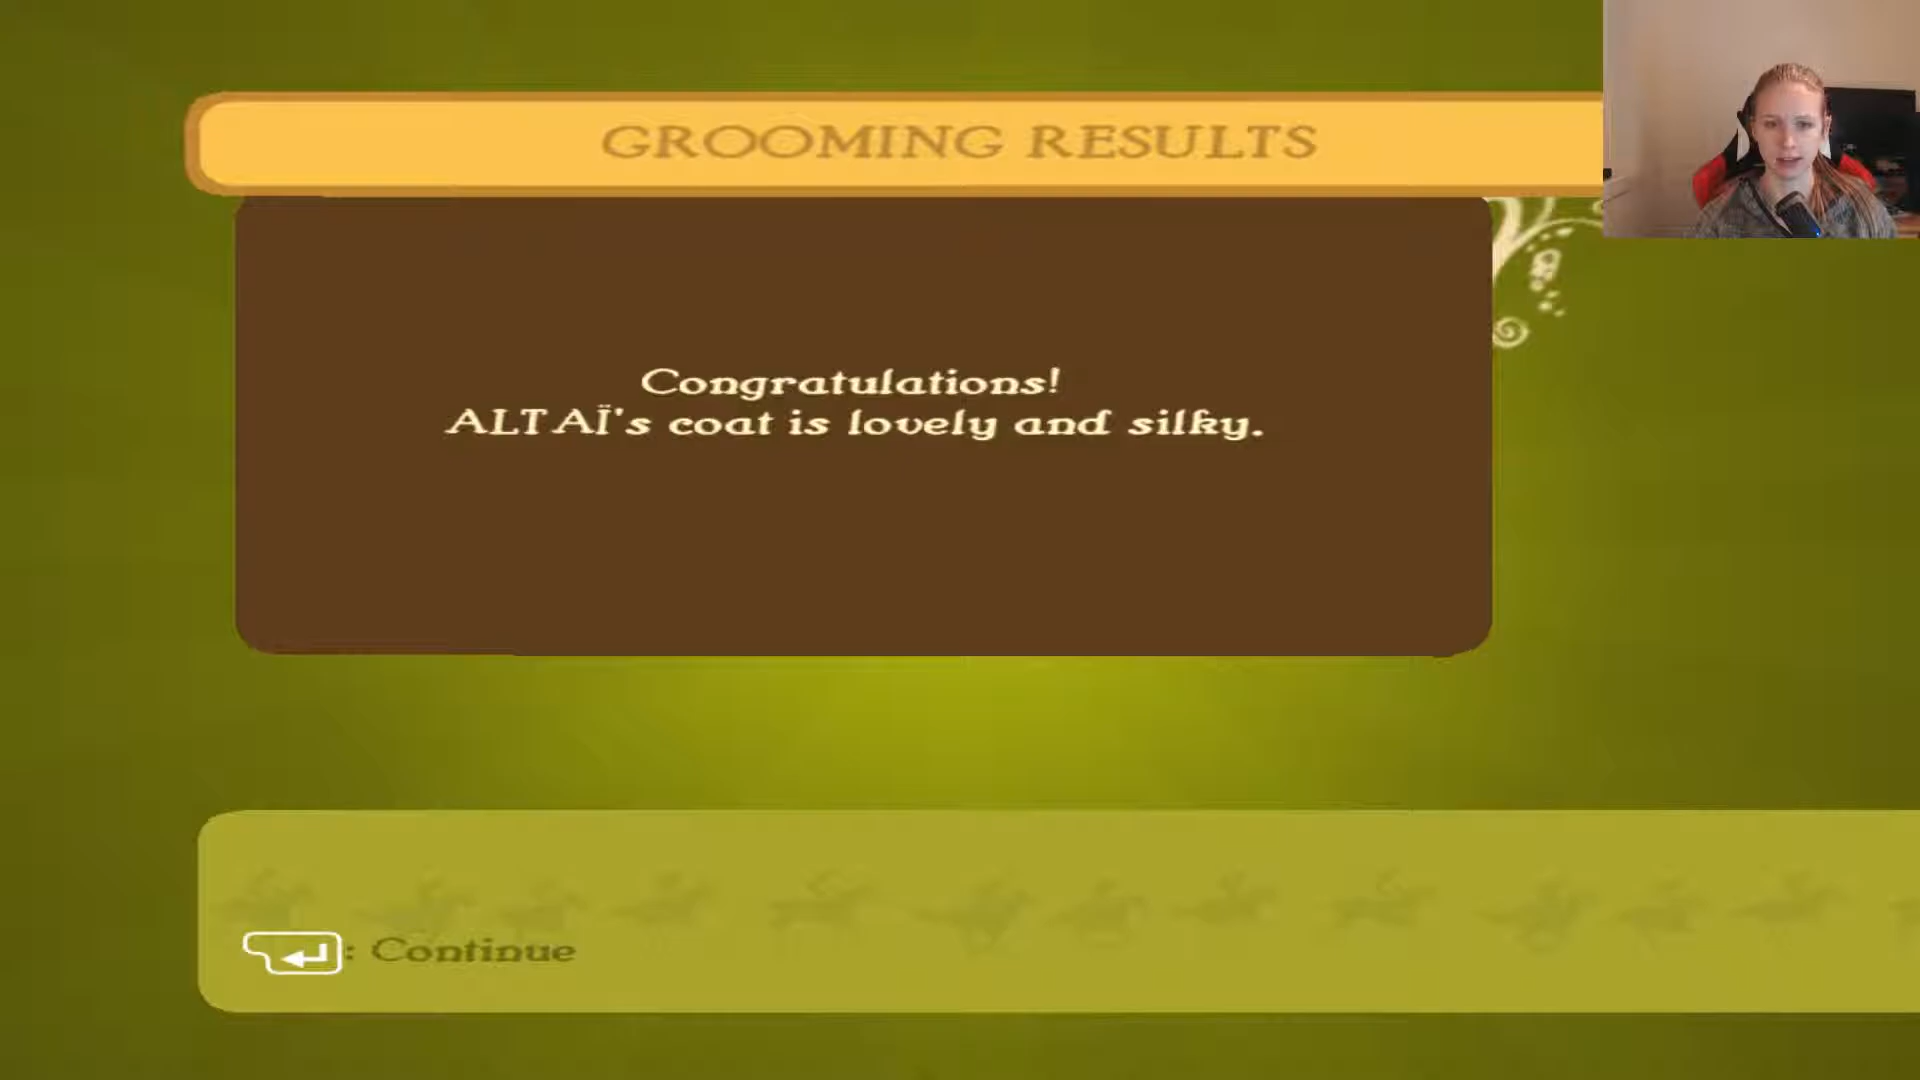 GROOMING RESULTS
Congratulations!
ALTAÏ's coat is lovely and silky.
: Continue